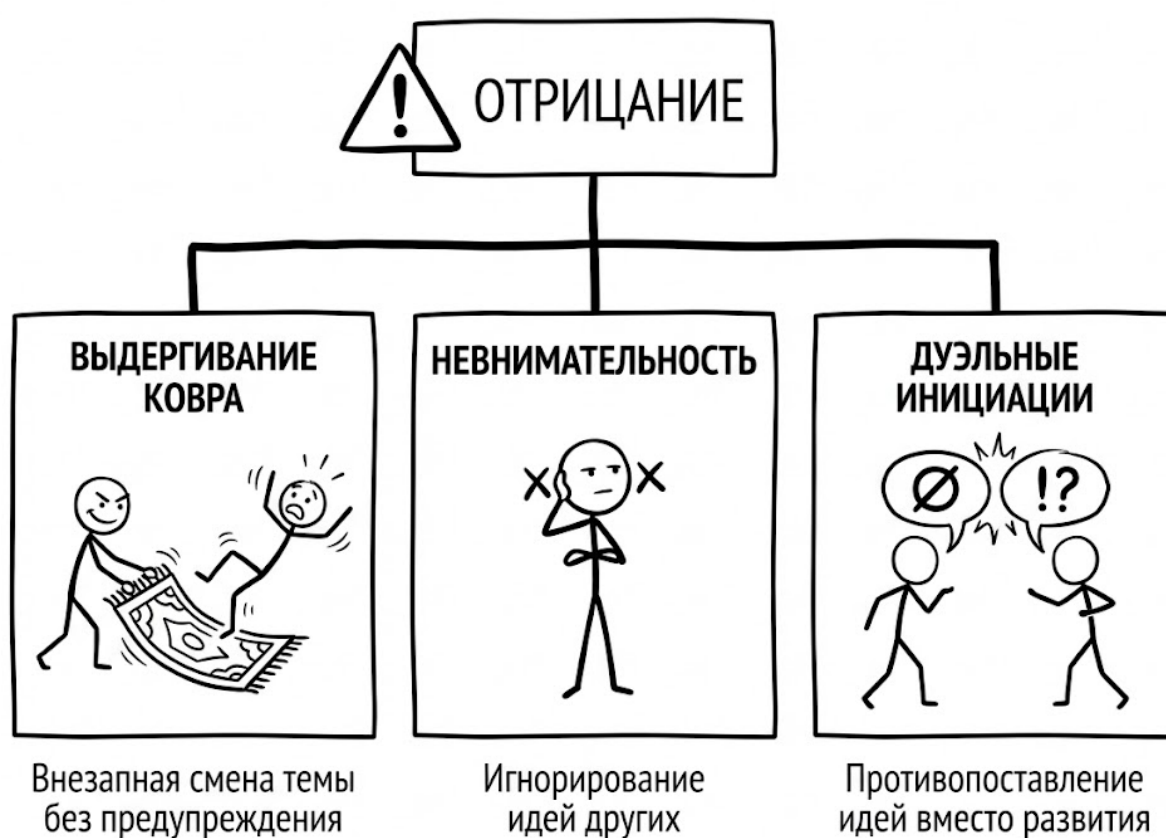 !
ОТРИЦАНИЕ
ВЫДЕРГИВАНИЕ
КОВРА
НЕВНИМАТЕЛЬНОСТЬ
ДУЭЛЬНЫЕ
ИНИЦИАЦИИ
Ø
!?
Внезапная смена темы
без предупреждения
Игнорирование
идей других
Противопоставление
идей вместо развития